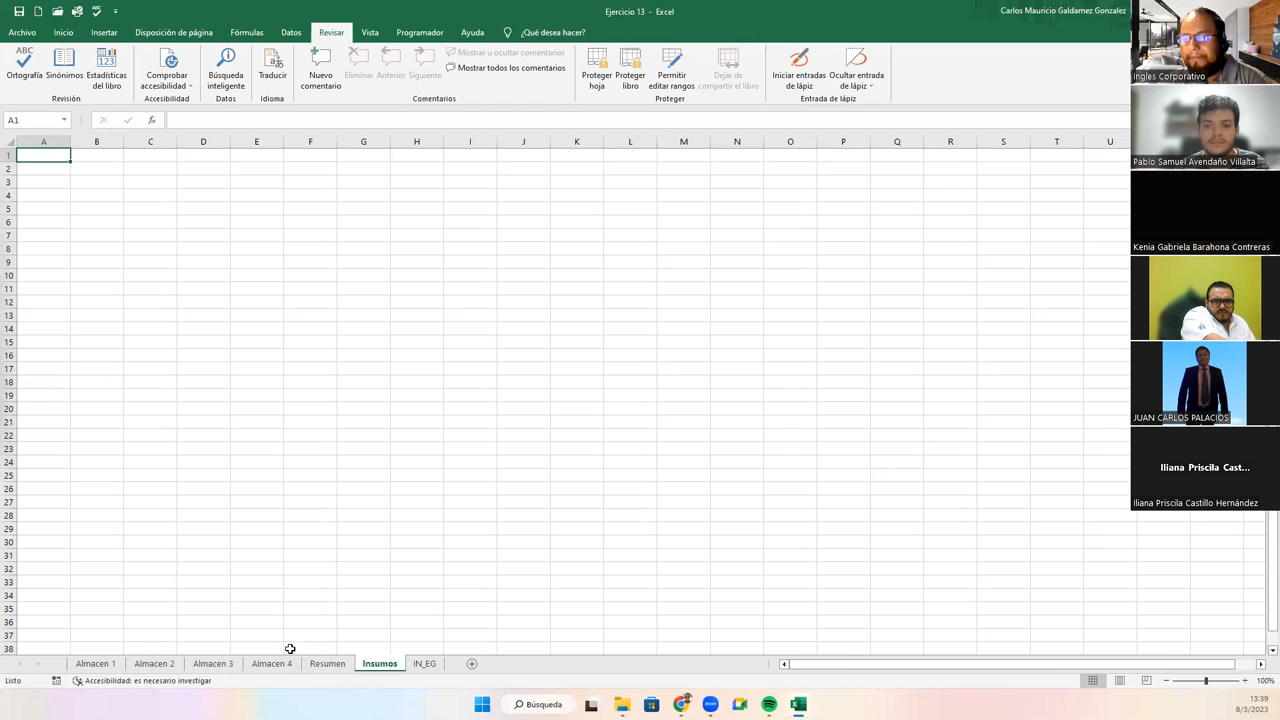 Ejercicio 13 - Excel
Carlos Mauricio Galdamez Gonzalez
Archivo Inicio Insertar Disposición de página Fórmulas Datos Revisar Vista Programador Ayuda ¿Qué desea hacer?
ABC
Ortografía
Sinónimos
ABC
123
Estadísticas
del libro
Revisión
Comprobar
accesibilidad
Accesibilidad
Búsqueda
inteligente
Datos
Traducir
Idioma
Nuevo
comentario
Eliminar Anterior Siguiente
Mostrar u ocultar comentarios
Mostrar todos los comentarios
Comentarios
Proteger
hoja
Proteger
libro
Permitir
editar rangos
Dejar de
compartir el libro
Proteger
Iniciar entradas
de lápiz
Ocultar entrada
de lápiz
Entrada de lápiz
A1 fx
A B C D E F G H I J K L M N O P Q R S T U
1
2
3
4
5
6
7
8
9
10
11
12
13
14
15
16
17
18
19
20
21
22
23
24
25
26
27
28
29
30
31
32
33
34
35
36
37
38
Ingles Corporativo
Pablo Samuel Avendaño Villalta
Kenia Gabriela Barahona Contreras
JUAN CARLOS PALACIOS
Iliana Priscila Cast...
Iliana Priscila Castillo Hernández
Almacen 1 Almacen 2 Almacen 3 Almacen 4 Resumen Insumos IN_EG
Listo Accesibilidad: es necesario investigar 100%
Búsqueda
13:39
8/3/2023